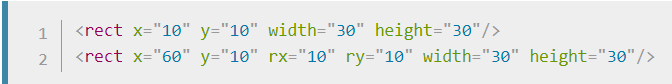 1 <rect x="10" y="10" width="30" height="30"/>
2 <rect x="60" y="10" rx="10" ry="10" width="30" height="30"/>